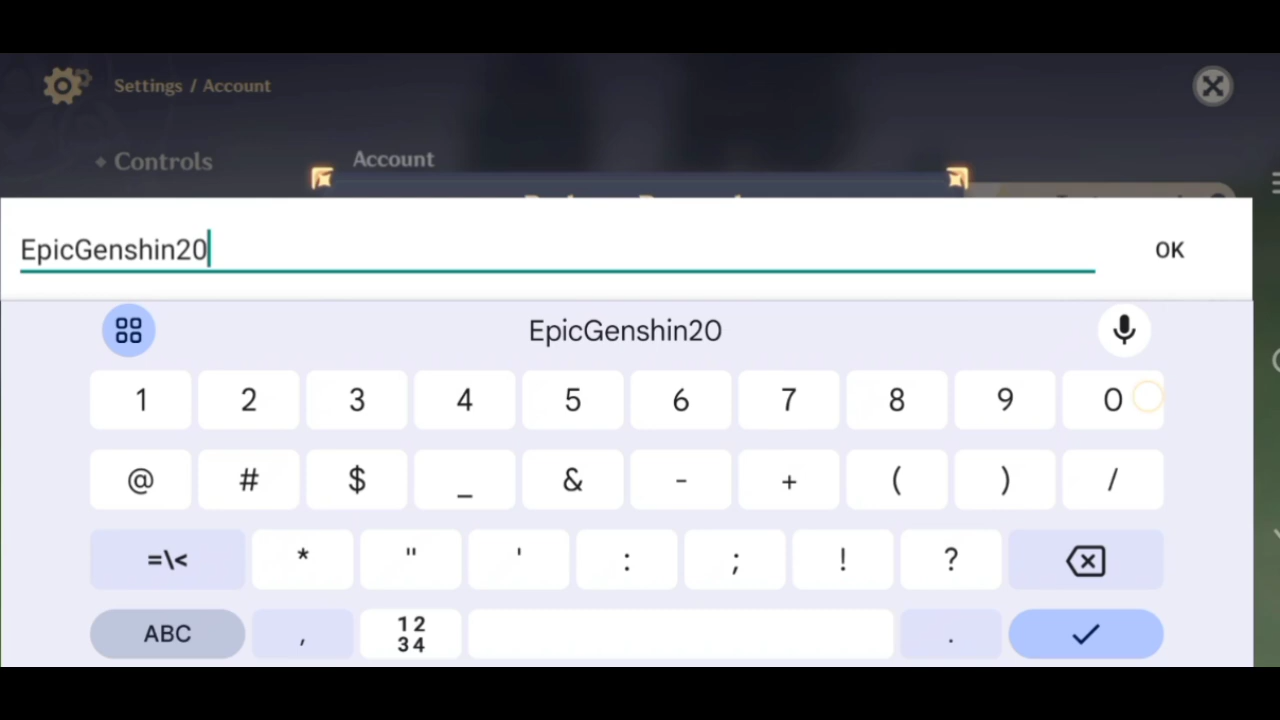 Settings / Account
Controls
Account
EpicGenshin20
OK
EpicGenshin20
1 2 3 4 5 6 7 8 9 0
@ # $ _ & - + ( ) /
=\< * " ' : ; ! ?
ABC , 12 .
34